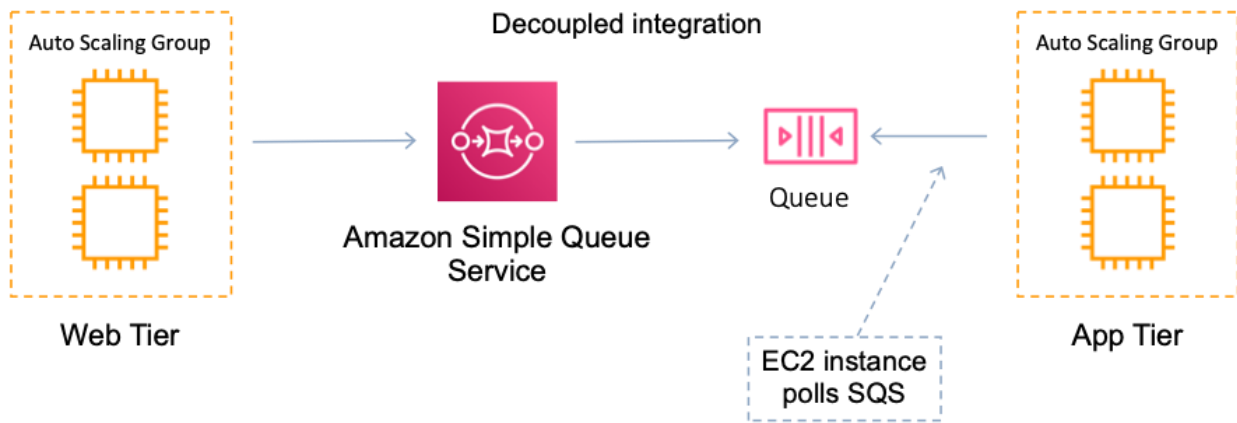 Decoupled integration
Auto Scaling Group
Web Tier
Amazon Simple Queue
Service
Queue
EC2 instance
polls SQS
Auto Scaling Group
App Tier